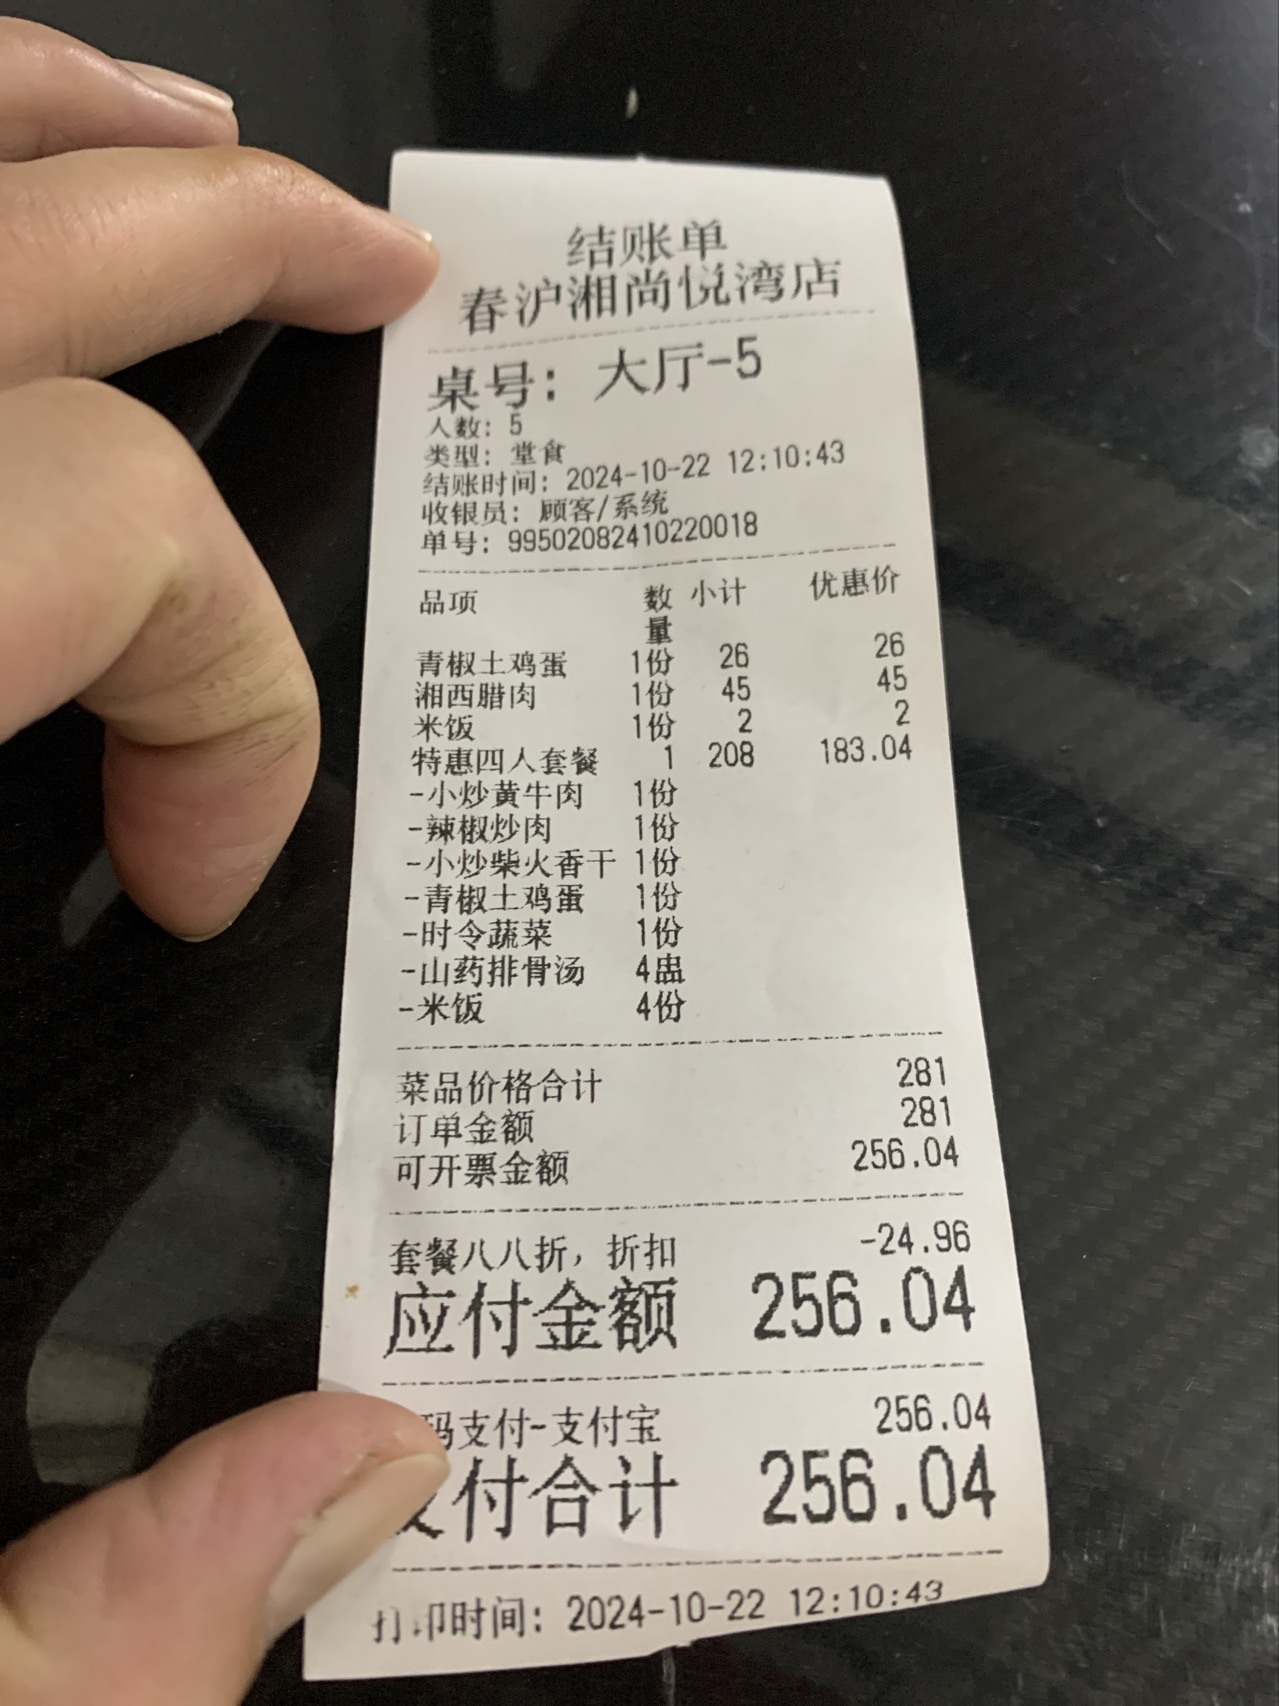 结账单
春沪湘尚悦湾店
桌号：大厅-5
人数：5
类型：堂食
结账时间：2024-10-22 12:10:43
收银员：顾客/系统
单号：99502082410220018
品项 数量 小计 优惠价
青椒土鸡蛋 1份 26 26
湘西腊肉 1份 45 45
米饭 1份 2 2
特惠四人套餐 1 208 183.04
-小炒黄牛肉 1份
-辣椒炒肉 1份
-小炒柴火香干 1份
-青椒土鸡蛋 1份
-时令蔬菜 1份
-山药排骨汤 4盅
-米饭 4份
菜品价格合计 281
订单金额 281
可开票金额 256.04
套餐八八折，折扣 -24.96
应付金额 256.04
码支付-支付宝 256.04
支付合计 256.04
打印时间：2024-10-22 12:10:43